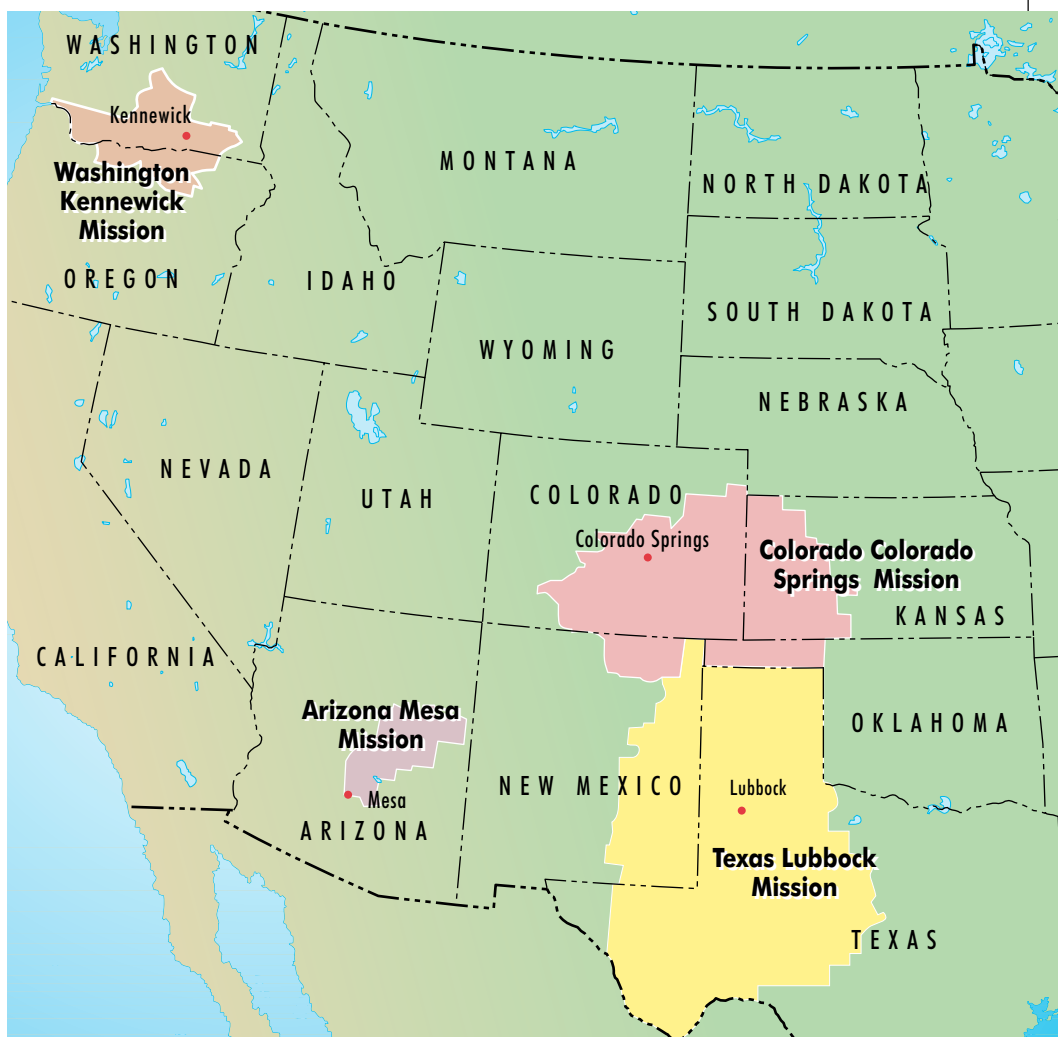 WASHINGTON
Kennewick
Washington
Kennewick
Mission
MONTANA
NORTH DAKOTA
OREGON
IDAHO
SOUTH DAKOTA
WYOMING
NEBRASKA
NEVADA
UTAH
COLORADO
Colorado Springs
Colorado Colorado
Springs Mission
KANSAS
CALIFORNIA
Arizona Mesa
Mission
OKLAHOMA
NEW MEXICO
Lubbock
Mesa
ARIZONA
Texas Lubbock
Mission
TEXAS